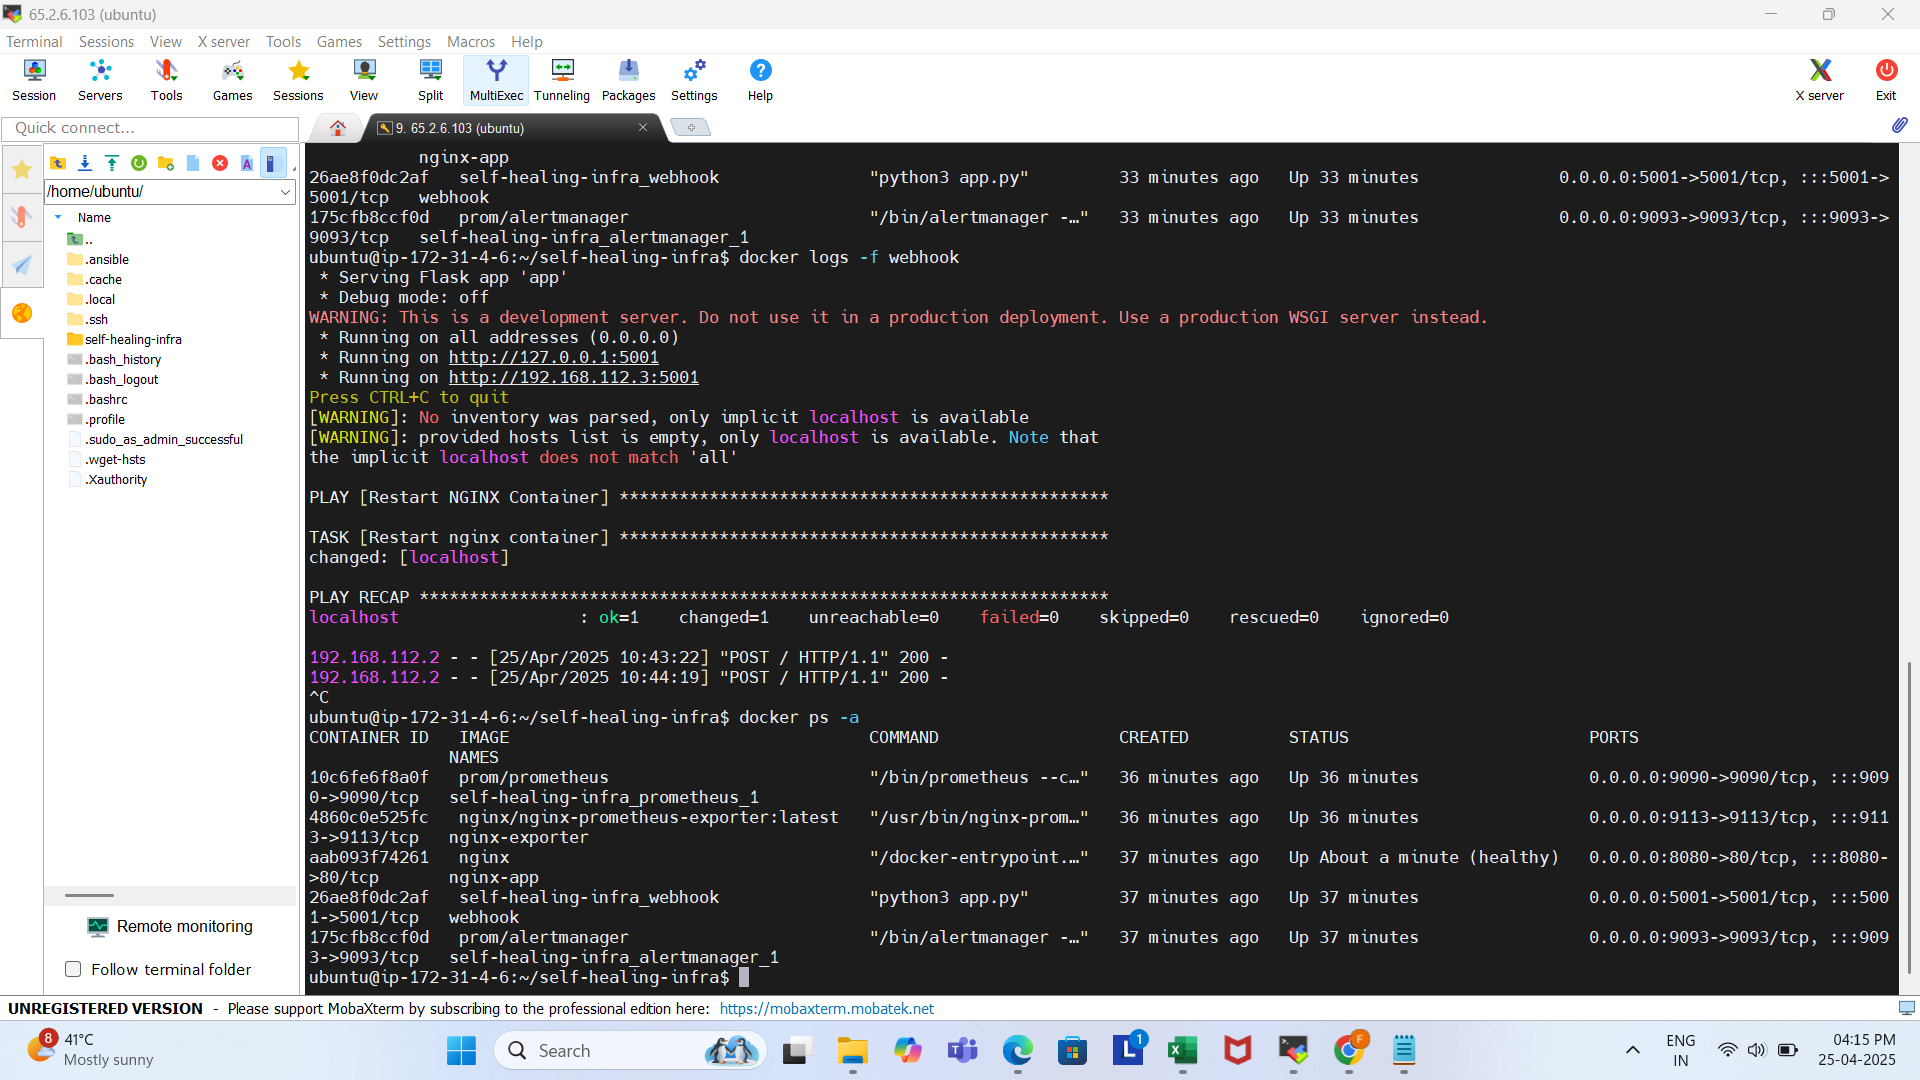 65.2.6.103 (ubuntu)
Terminal Sessions View X server Tools Games Settings Macros Help
Session Servers Tools Games Sessions View Split MultiExec Tunneling Packages Settings Help X server Exit
Quick connect...
9. 65.2.6.103 (ubuntu)
/home/ubuntu/
Name
..
.ansible
.cache
.local
.ssh
self-healing-infra
.bash_history
.bash_logout
.bashrc
.profile
.sudo_as_admin_successful
.wget-hsts
.Xauthority
Remote monitoring
Follow terminal folder
nginx-app
26ae8f0dc2af self-healing-infra_webhook "python3 app.py" 33 minutes ago Up 33 minutes 0.0.0.0:5001->5001/tcp, :::5001->
5001/tcp webhook
175cfb8ccf0d prom/alertmanager "/bin/alertmanager -…" 33 minutes ago Up 33 minutes 0.0.0.0:9093->9093/tcp, :::9093->
9093/tcp self-healing-infra_alertmanager_1
ubuntu@ip-172-31-4-6:~/self-healing-infra$ docker logs -f webhook
* Serving Flask app 'app'
* Debug mode: off
WARNING: This is a development server. Do not use it in a production deployment. Use a production WSGI server instead.
* Running on all addresses (0.0.0.0)
* Running on http://127.0.0.1:5001
* Running on http://192.168.112.3:5001
Press CTRL+C to quit
[WARNING]: No inventory was parsed, only implicit localhost is available
[WARNING]: provided hosts list is empty, only localhost is available. Note that
the implicit localhost does not match 'all'
PLAY [Restart NGINX Container] *************************************************
TASK [Restart nginx container] *************************************************
changed: [localhost]
PLAY RECAP *********************************************************************
localhost : ok=1 changed=1 unreachable=0 failed=0 skipped=0 rescued=0 ignored=0
192.168.112.2 - - [25/Apr/2025 10:43:22] "POST / HTTP/1.1" 200 -
192.168.112.2 - - [25/Apr/2025 10:44:19] "POST / HTTP/1.1" 200 -
^C
ubuntu@ip-172-31-4-6:~/self-healing-infra$ docker ps -a
CONTAINER ID IMAGE COMMAND CREATED STATUS PORTS
NAMES
10c6fe6f8a0f prom/prometheus "/bin/prometheus --c…" 36 minutes ago Up 36 minutes 0.0.0.0:9090->9090/tcp, :::909
0->9090/tcp self-healing-infra_prometheus_1
4860c0e525fc nginx/nginx-prometheus-exporter:latest "/usr/bin/nginx-prom…" 36 minutes ago Up 36 minutes 0.0.0.0:9113->9113/tcp, :::911
3->9113/tcp nginx-exporter
aab093f74261 nginx "/docker-entrypoint.…" 37 minutes ago Up About a minute (healthy) 0.0.0.0:8080->80/tcp, :::8080-
>80/tcp nginx-app
26ae8f0dc2af self-healing-infra_webhook "python3 app.py" 37 minutes ago Up 37 minutes 0.0.0.0:5001->5001/tcp, :::500
1->5001/tcp webhook
175cfb8ccf0d prom/alertmanager "/bin/alertmanager -…" 37 minutes ago Up 37 minutes 0.0.0.0:9093->9093/tcp, :::909
3->9093/tcp self-healing-infra_alertmanager_1
ubuntu@ip-172-31-4-6:~/self-healing-infra$
UNREGISTERED VERSION - Please support MobaXterm by subscribing to the professional edition here: https://mobaxterm.mobatek.net
8 41°C
Mostly sunny
Search
1
F
ENG
IN
04:15 PM
25-04-2025